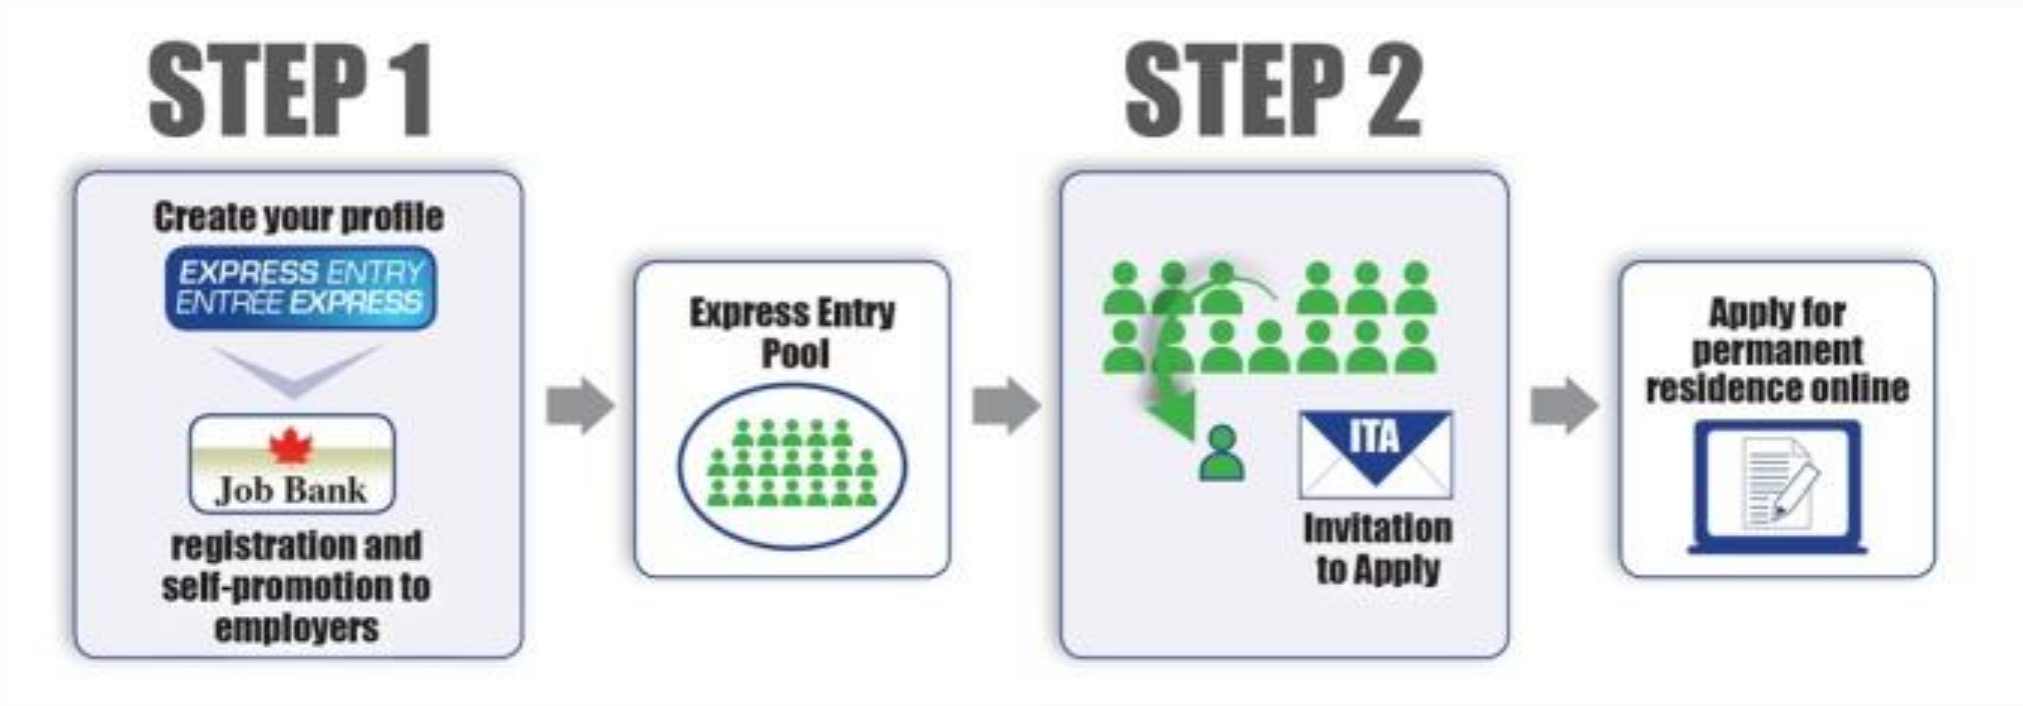 STEP 1
Create your profile
EXPRESS ENTRY
ENTRÉE EXPRESS
Job Bank
registration and
self-promotion to
employers
Express Entry
Pool
STEP 2
ITA
Invitation
to Apply
Apply for
permanent
residence online